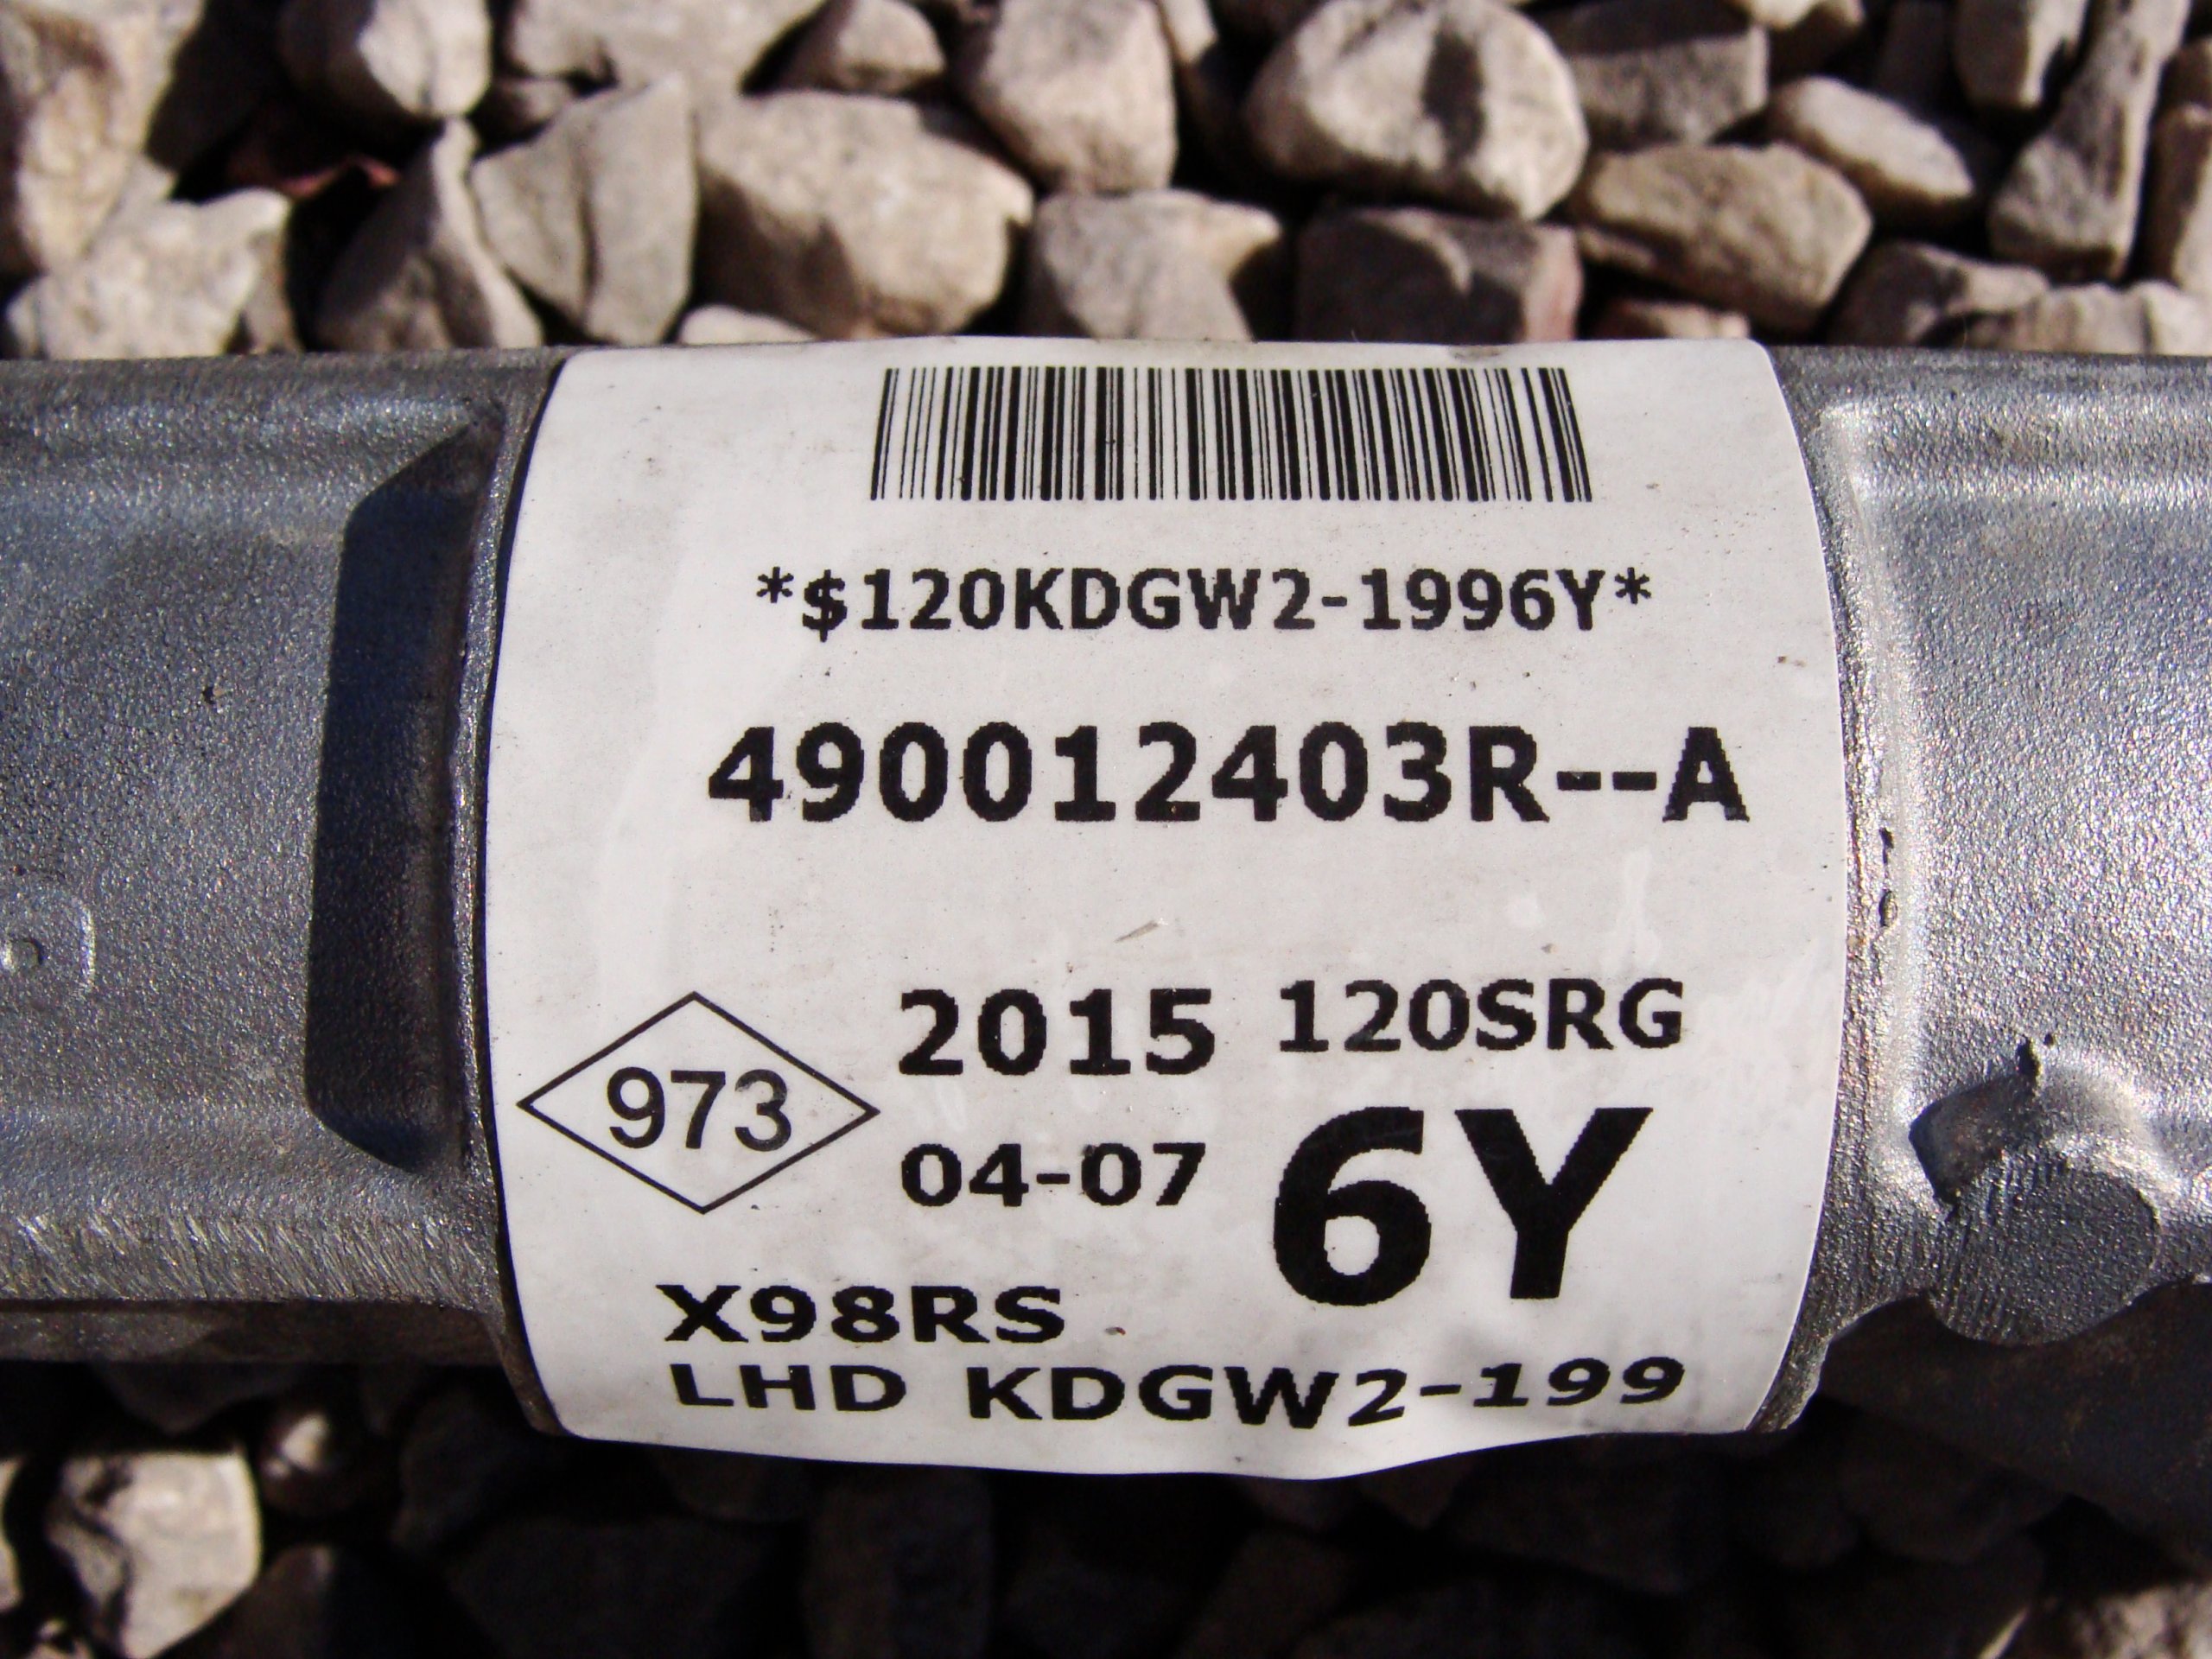 *$120KDGW2-1996Y*
490012403R--A
2015 120SRG
973
04-07 6Y
X98RS
LHD KDGW2-199